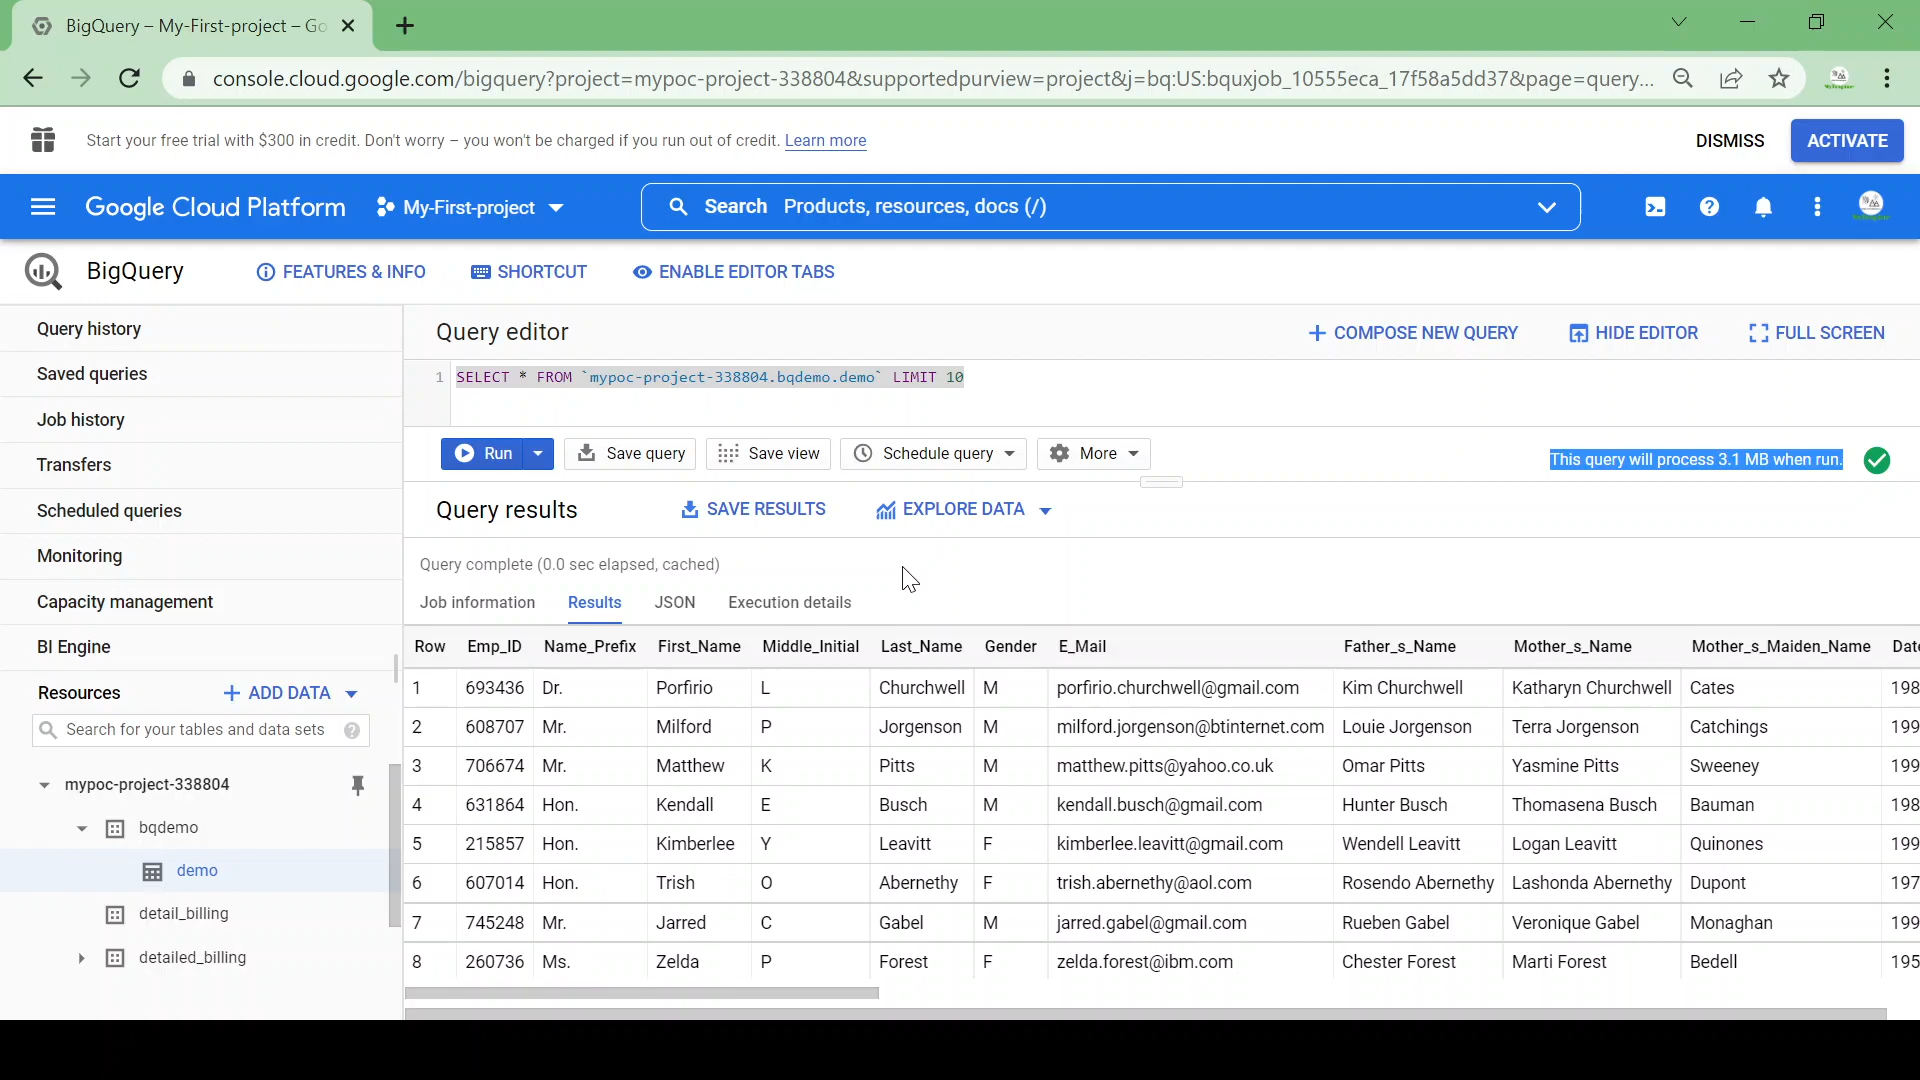 BigQuery – My-First-project – Go
console.cloud.google.com/bigquery?project=mypoc-project-338804&supportedpurview=project&j=bq:US:bquxjob_10555eca_17f58a5dd37&page=query...
Start your free trial with $300 in credit. Don't worry – you won't be charged if you run out of credit. Learn more
DISMISS
ACTIVATE
Google Cloud Platform
My-First-project
Search Products, resources, docs (/)
BigQuery
FEATURES & INFO
SHORTCUT
ENABLE EDITOR TABS
Query history
Saved queries
Job history
Transfers
Scheduled queries
Monitoring
Capacity management
BI Engine
Resources
ADD DATA
Search for your tables and data sets
mypoc-project-338804
bqdemo
demo
detail_billing
detailed_billing
Query editor
COMPOSE NEW QUERY
HIDE EDITOR
FULL SCREEN
1 SELECT * FROM `mypoc-project-338804.bqdemo.demo` LIMIT 10
Run
Save query
Save view
Schedule query
More
This query will process 3.1 MB when run.
Query results
SAVE RESULTS
EXPLORE DATA
Query complete (0.0 sec elapsed, cached)
Job information Results JSON Execution details
Row Emp_ID Name_Prefix First_Name Middle_Initial Last_Name Gender E_Mail Father_s_Name Mother_s_Name Mother_s_Maiden_Name Date
1 693436 Dr. Porfirio L Churchwell M porfirio.churchwell@gmail.com Kim Churchwell Katharyn Churchwell Cates 198
2 608707 Mr. Milford P Jorgenson M milford.jorgenson@btinternet.com Louie Jorgenson Terra Jorgenson Catchings 199
3 706674 Mr. Matthew K Pitts M matthew.pitts@yahoo.co.uk Omar Pitts Yasmine Pitts Sweeney 199
4 631864 Hon. Kendall E Busch M kendall.busch@gmail.com Hunter Busch Thomasena Busch Bauman 198
5 215857 Hon. Kimberlee Y Leavitt F kimberlee.leavitt@gmail.com Wendell Leavitt Logan Leavitt Quinones 199
6 607014 Hon. Trish O Abernethy F trish.abernethy@aol.com Rosendo Abernethy Lashonda Abernethy Dupont 197
7 745248 Mr. Jarred C Gabel M jarred.gabel@gmail.com Rueben Gabel Veronique Gabel Monaghan 199
8 260736 Ms. Zelda P Forest F zelda.forest@ibm.com Chester Forest Marti Forest Bedell 195